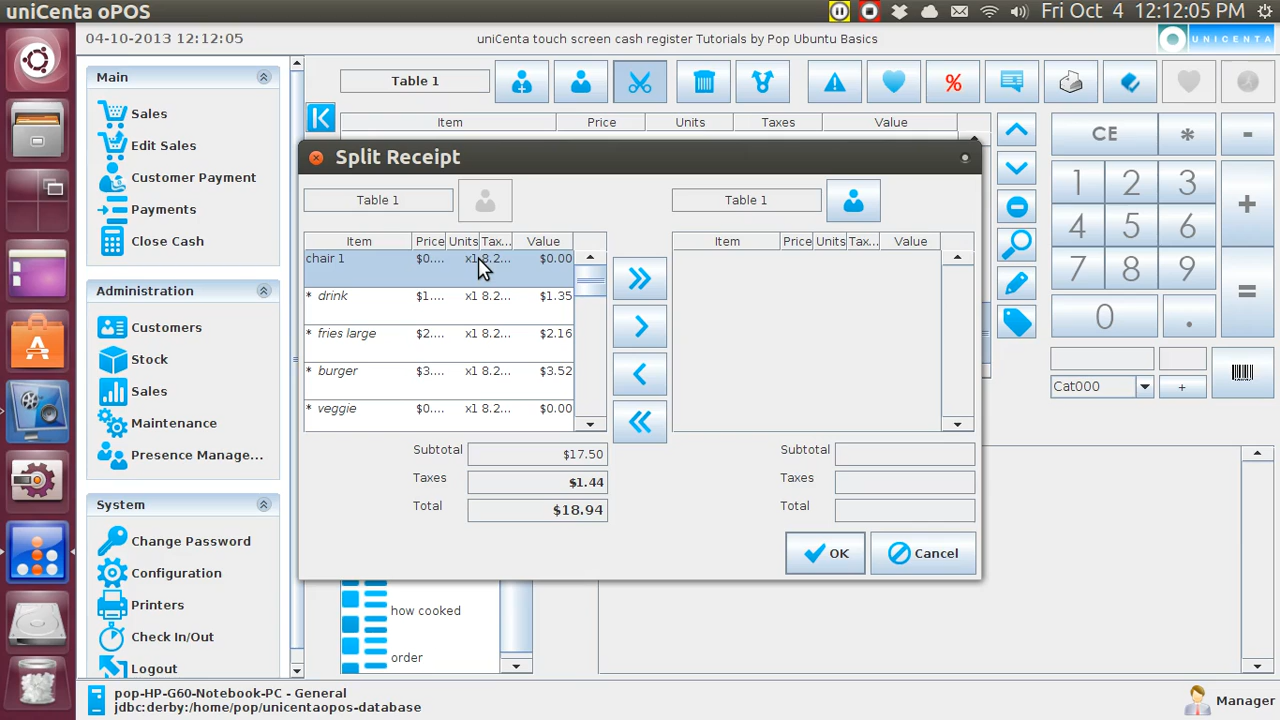 uniCenta oPOS
Fri Oct 4 12:12:05 PM
04-10-2013 12:12:05
uniCenta touch screen cash register Tutorials by Pop Ubuntu Basics
UNICENTA
Main
Sales
Edit Sales
Customer Payment
Payments
Close Cash
Administration
Customers
Stock
Sales
Maintenance
Presence Manage...
System
Change Password
Configuration
Printers
Check In/Out
Logout
Table 1
%
Item Price Units Taxes Value
Split Receipt
Table 1
Item Price Units Tax... Value
chair 1 $0.... x1 8.2... $0.00
* drink $1.... x1 8.2... $1.35
* fries large $2.... x1 8.2... $2.16
* burger $3.... x1 8.2... $3.52
* veggie $0.... x1 8.2... $0.00
Subtotal $17.50
Taxes $1.44
Total $18.94
Table 1
Item Price Units Tax... Value
Subtotal
Taxes
Total
OK Cancel
how cooked
order
CE * -
1 2 3 +
4 5 6
7 8 9 =
0 .
Cat000 +
pop-HP-G60-Notebook-PC - General
jdbc:derby:/home/pop/unicentaopos-database
Manager